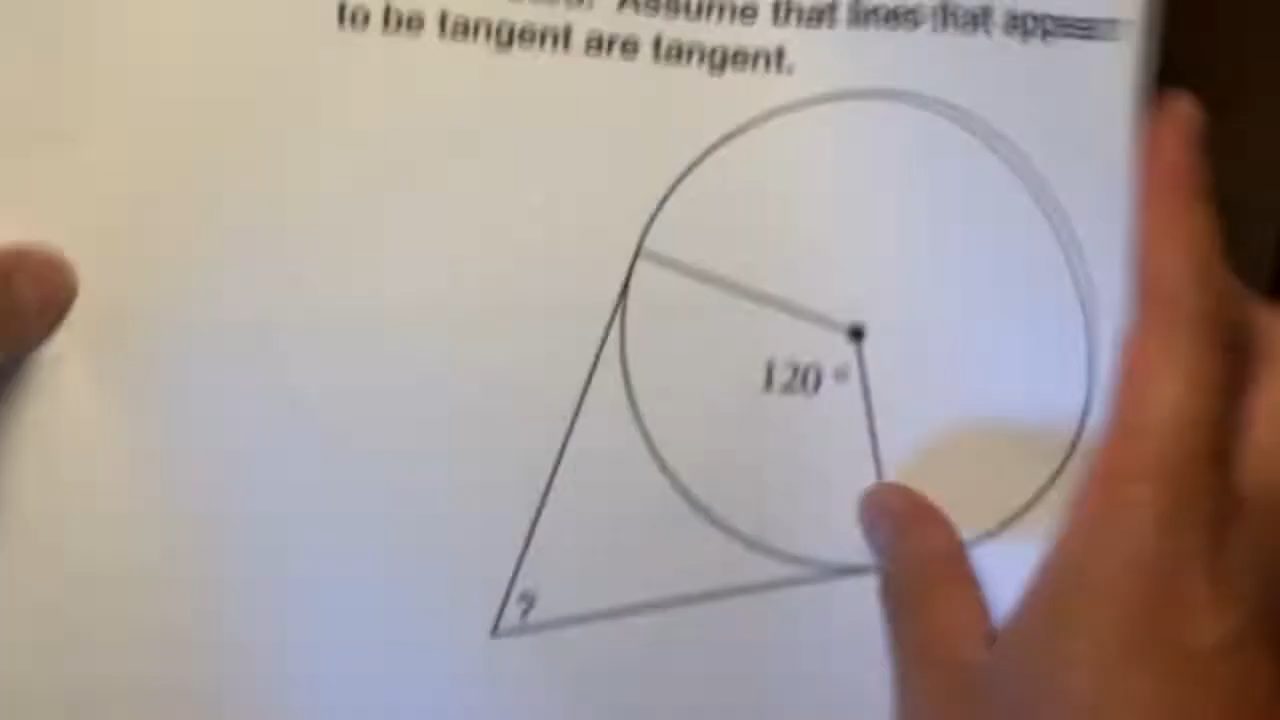 Assume that lines that appear
to be tangent are tangent.
120 °
?